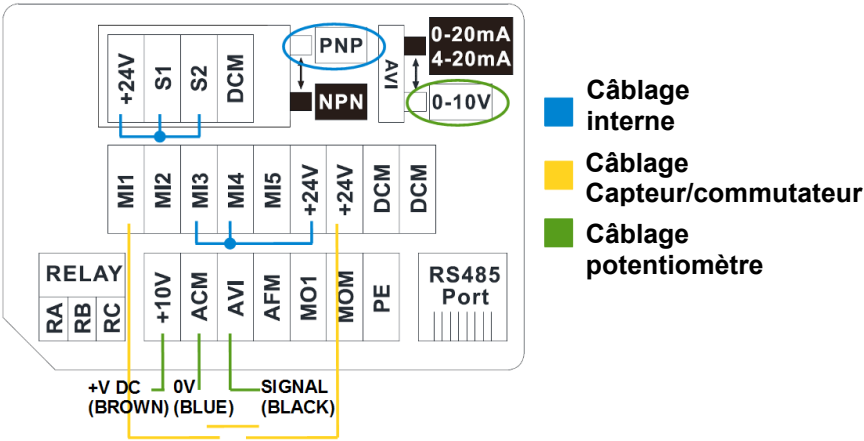 +24V S1 S2 DCM
PNP
NPN
AVI
0-20mA
4-20mA
0-10V
MI1 MI2 MI3 MI4 MI5 +24V +24V DCM DCM
RELAY
RA RB RC
+10V ACM AVI AFM MO1 MOM PE
RS485
Port
+V DC
(BROWN)
0V
(BLUE)
SIGNAL
(BLACK)
Câblage
interne
Câblage
Capteur/commutateur
Câblage
potentiomètre